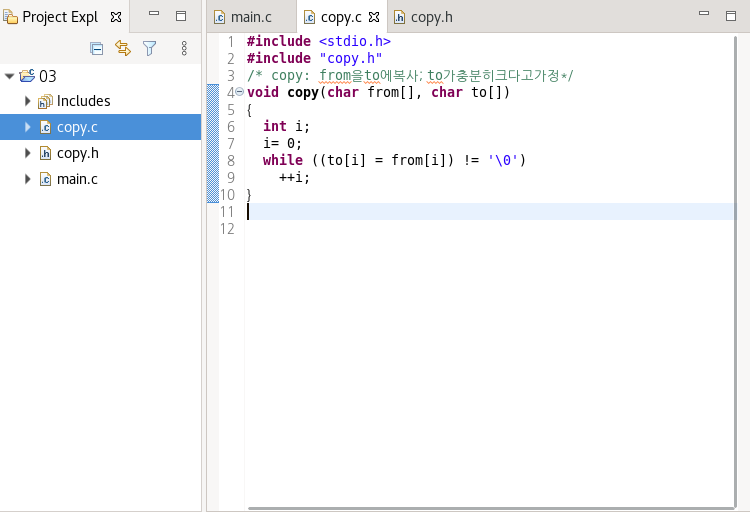 Project Expl
main.c
copy.c
copy.h
03
Includes
copy.c
copy.h
main.c
1 #include <stdio.h>
2 #include "copy.h"
3 /* copy: from을to에복사; to가충분히크다고가정*/
4 void copy(char from[], char to[])
5 {
6 int i;
7 i= 0;
8 while ((to[i] = from[i]) != '\0')
9 ++i;
10 }
11
12